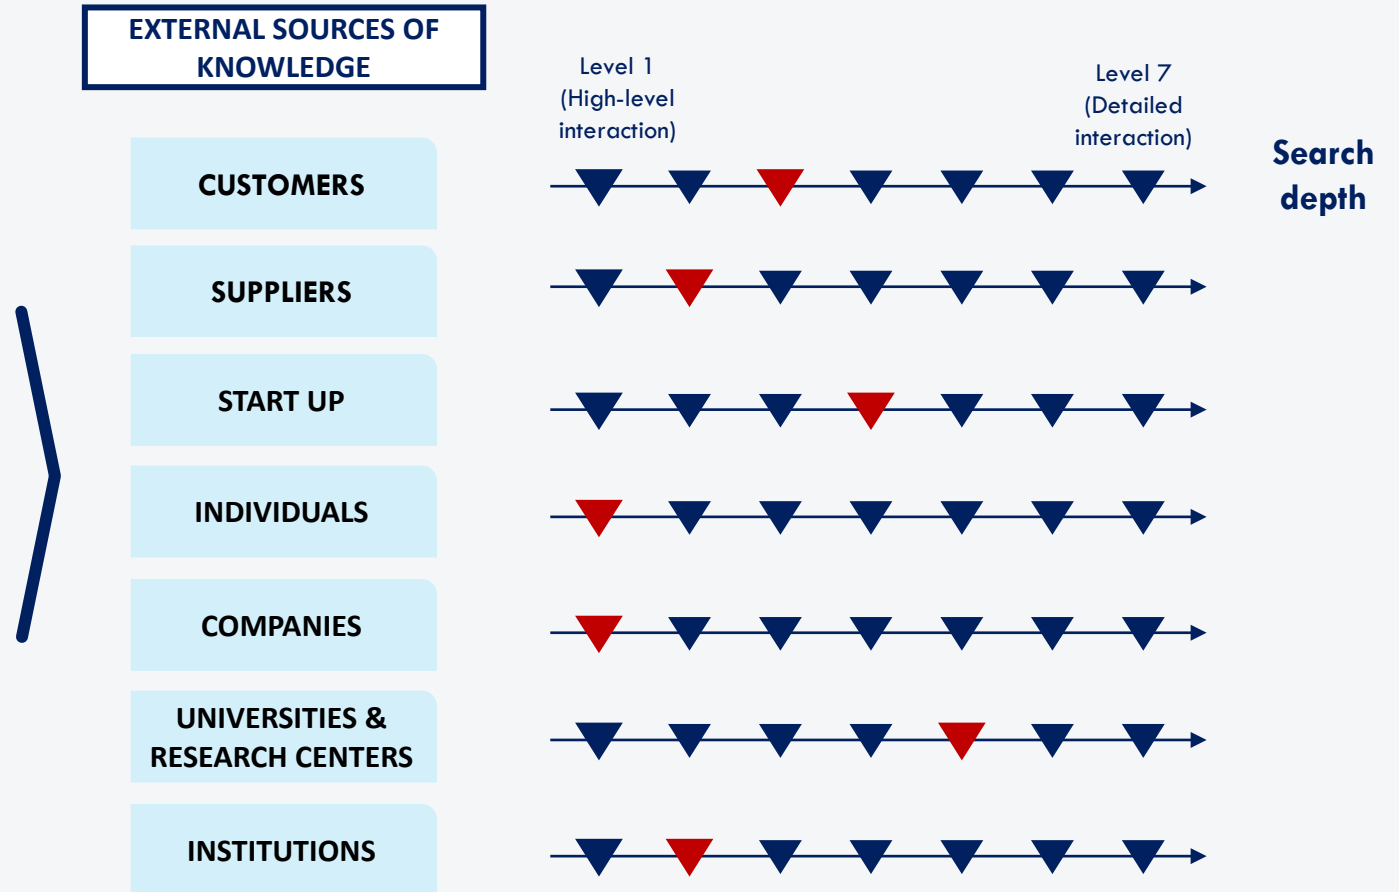 EXTERNAL SOURCES OF
KNOWLEDGE
Level 1
(High-level
interaction)
Level 7
(Detailed
interaction)
Search
depth
CUSTOMERS
SUPPLIERS
START UP
INDIVIDUALS
COMPANIES
UNIVERSITIES &
RESEARCH CENTERS
INSTITUTIONS